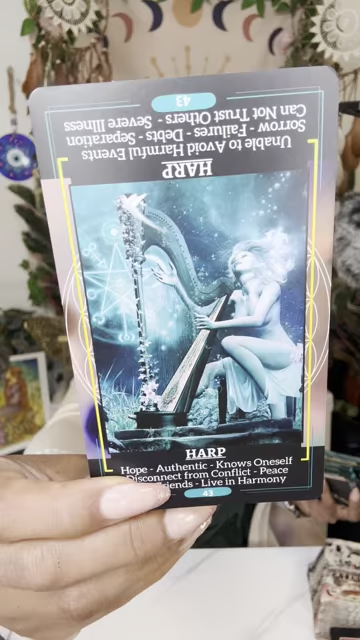 43
Can Not Trust Others - Severe Illness
Sorrow - Failures - Debts - Separation
Unable to Avoid Harmful Events
HARP
HARP
Hope - Authentic - Knows Oneself
Disconnect from Conflict - Peace
Friends - Live in Harmony
43